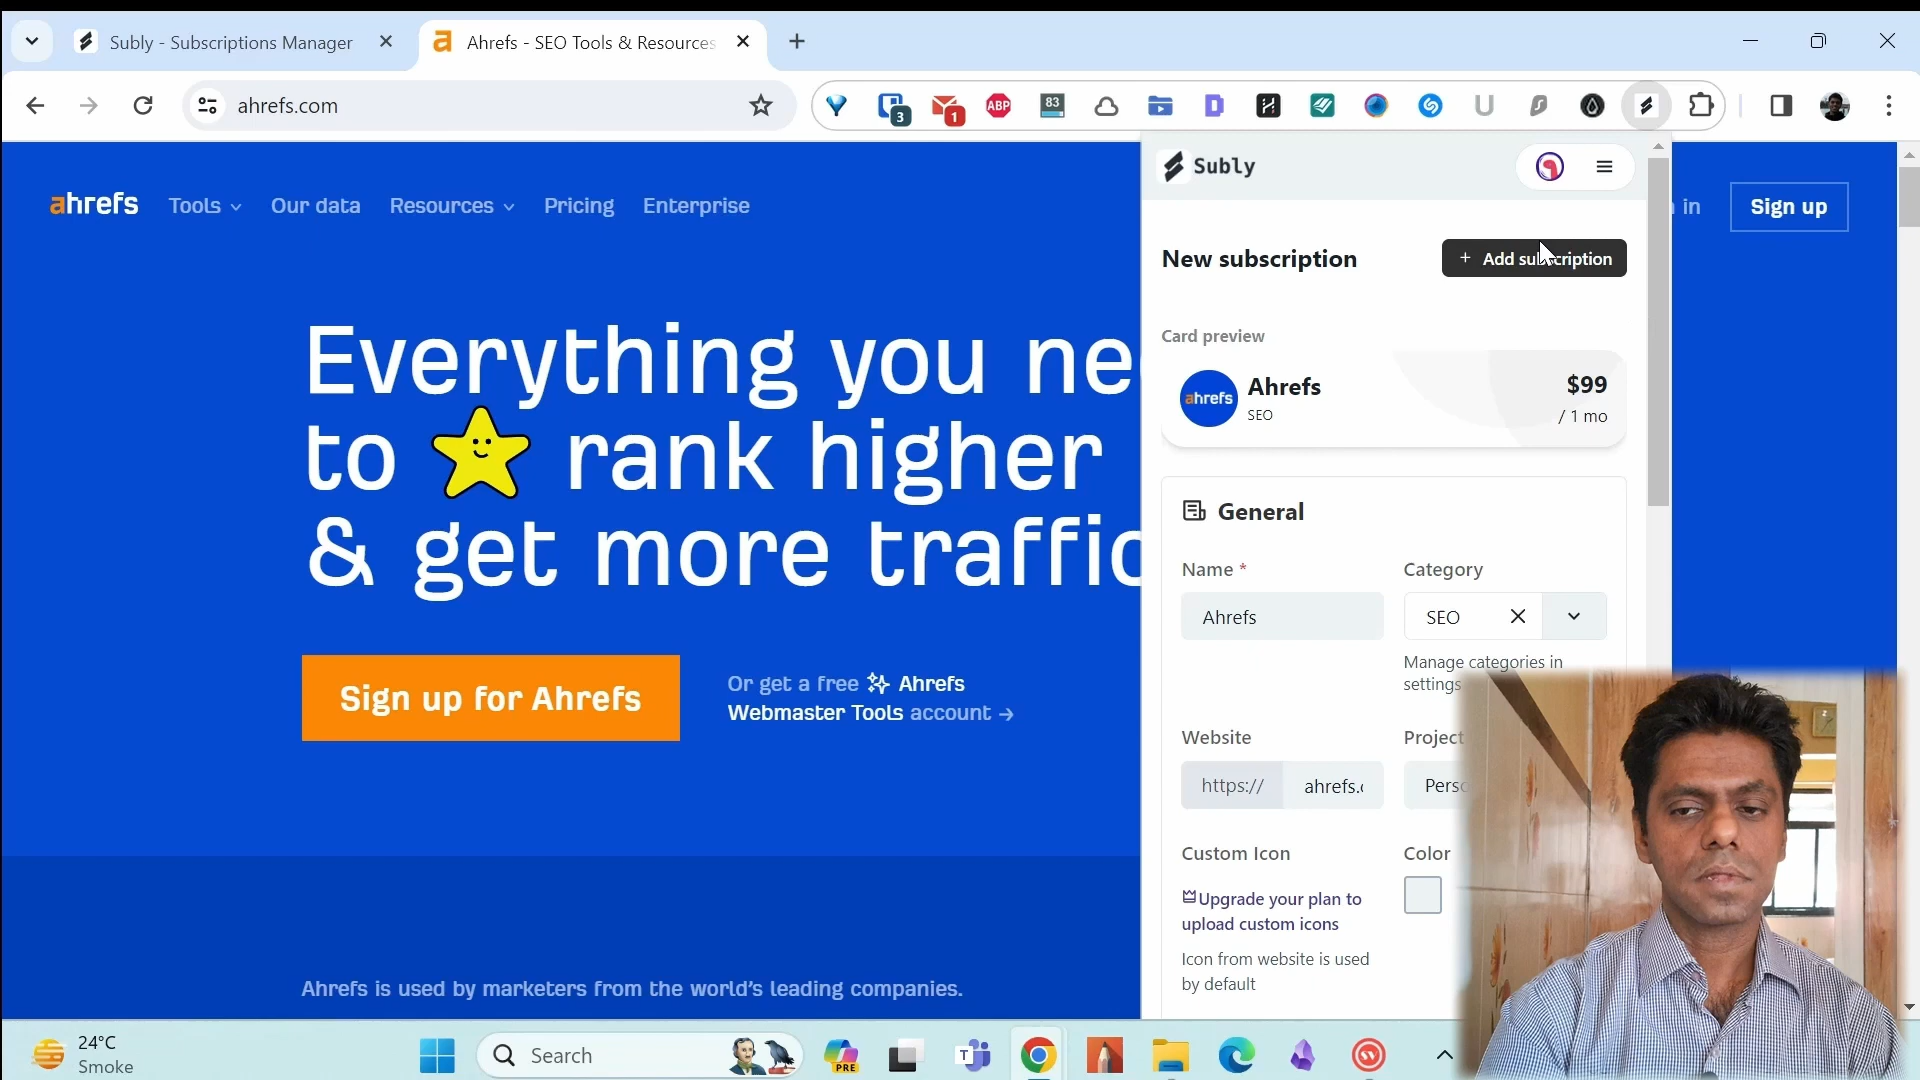 Subly - Subscriptions Manager
Ahrefs - SEO Tools & Resources
ahrefs.com
3
1
ABP
83
Subly
ahrefs
Tools
Our data
Resources
Pricing
Enterprise
in
Sign up
New subscription
+ Add subscription
Everything you ne
to rank higher
& get more traffic
Card preview
ahrefs
Ahrefs
SEO
$99
/ 1 mo
General
Name *
Category
Ahrefs
SEO
Manage categories in
settings
Sign up for Ahrefs
Or get a free Ahrefs
Webmaster Tools account →
Website
Project
https://
ahrefs.c
Perso
Custom Icon
Color
Upgrade your plan to
upload custom icons
Icon from website is used
by default
Ahrefs is used by marketers from the world's leading companies.
24°C
Smoke
Search
PRE